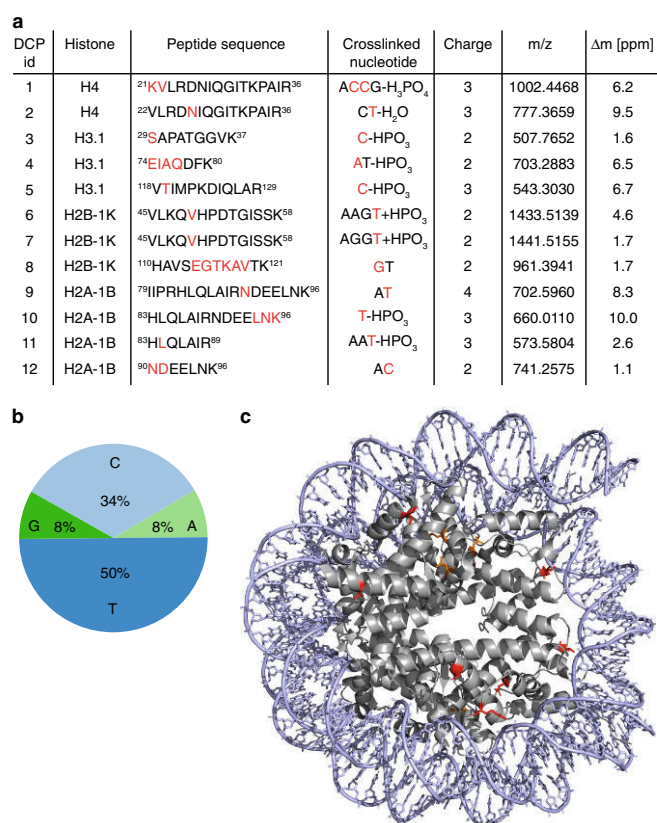 a
DCP id Histone Peptide sequence Crosslinked nucleotide Charge m/z Δm [ppm]
1 H4 ²¹KVLRDNIQGITKPAIR³⁶ ACCG-H₃PO₄ 3 1002.4468 6.2
2 H4 ²²VLRDNIQGITKPAIR³⁶ CT-H₂O 3 777.3659 9.5
3 H3.1 ²⁹SAPATGGVK³⁷ C-HPO₃ 2 507.7652 1.6
4 H3.1 ⁷⁴EIAQDFK⁸⁰ AT-HPO₃ 2 703.2883 6.5
5 H3.1 ¹¹⁸VTIMPKDIQLAR¹²⁹ C-HPO₃ 3 543.3030 6.7
6 H2B-1K ⁴⁵VLKQVHPDTGISSK⁵⁸ AAGT+HPO₃ 2 1433.5139 4.6
7 H2B-1K ⁴⁵VLKQVHPDTGISSK⁵⁸ AGGT+HPO₃ 2 1441.5155 1.7
8 H2B-1K ¹¹⁰HAVSEGTKAVTK¹²¹ GT 2 961.3941 1.7
9 H2A-1B ⁷⁹IIPRHLQLAIRNDEELNK⁹⁶ AT 4 702.5960 8.3
10 H2A-1B ⁸³HLQLAIRNDEELNK⁹⁶ T-HPO₃ 3 660.0110 10.0
11 H2A-1B ⁸³HLQLAIR⁸⁹ AAT-HPO₃ 3 573.5804 2.6
12 H2A-1B ⁹⁰NDEELNK⁹⁶ AC 2 741.2575 1.1
b
C
34%
G 8% 8% A
50%
T
c